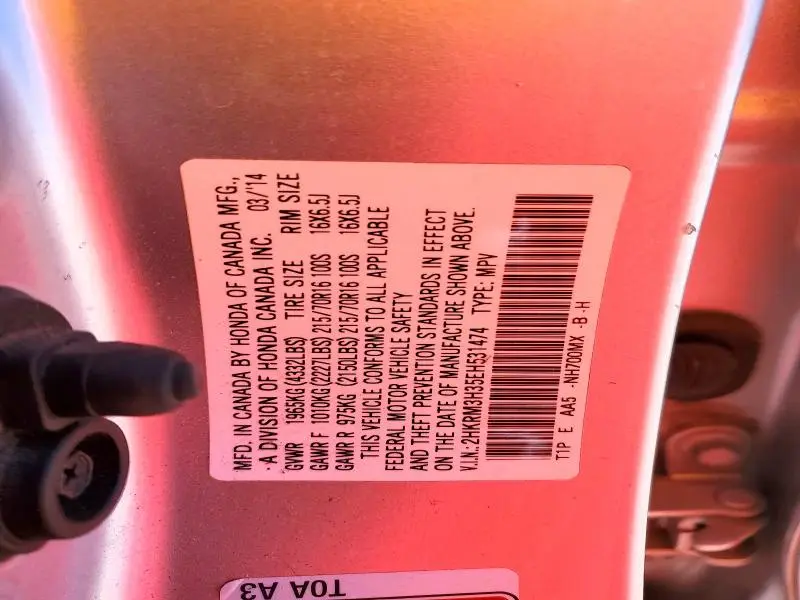 MFD. IN CANADA BY HONDA OF CANADA MFG.,
A DIVISION OF HONDA CANADA INC. 03/'14
GVWR 1965KG(4332LBS) TIRE SIZE RIM SIZE
GAWR F 1010KG(2227LBS) 215/70R16 100S 16X6.5J
GAWR R 975KG (2150LBS) 215/70R16 100S 16X6.5J
THIS VEHICLE CONFORMS TO ALL APPLICABLE
FEDERAL MOTOR VEHICLE SAFETY
AND THEFT PREVENTION STANDARDS IN EFFECT
ON THE DATE OF MANUFACTURE SHOWN ABOVE.
V.I.N.: 2HKRM3H35EH531474 TYPE: MPV
T1P E AA5 -NH700MX -B -H
T0A A3